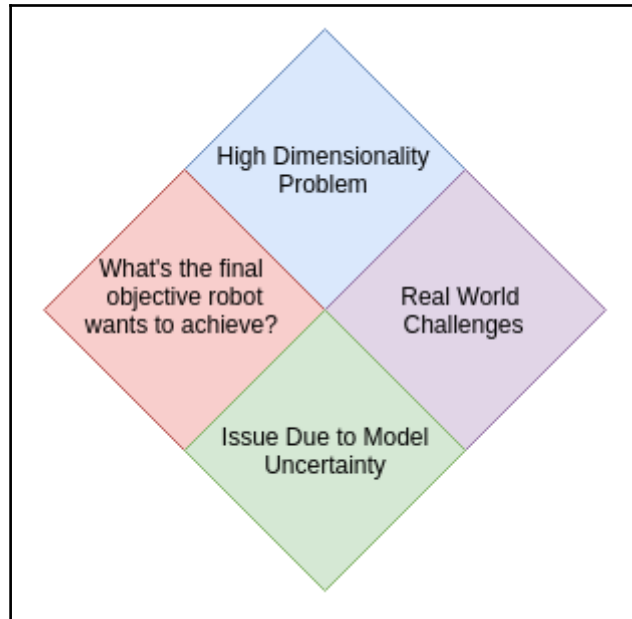 High Dimensionality
Problem
What's the final
objective robot
wants to achieve?
Real World
Challenges
Issue Due to Model
Uncertainty